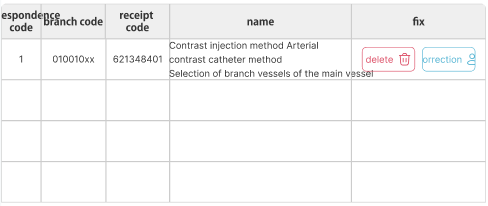 espondence code
branch code
receipt code
name
fix
1
010010xx
621348401
Contrast injection method Arterial
contrast catheter method
Selection of branch vessels of the main vessel
delete
orrection